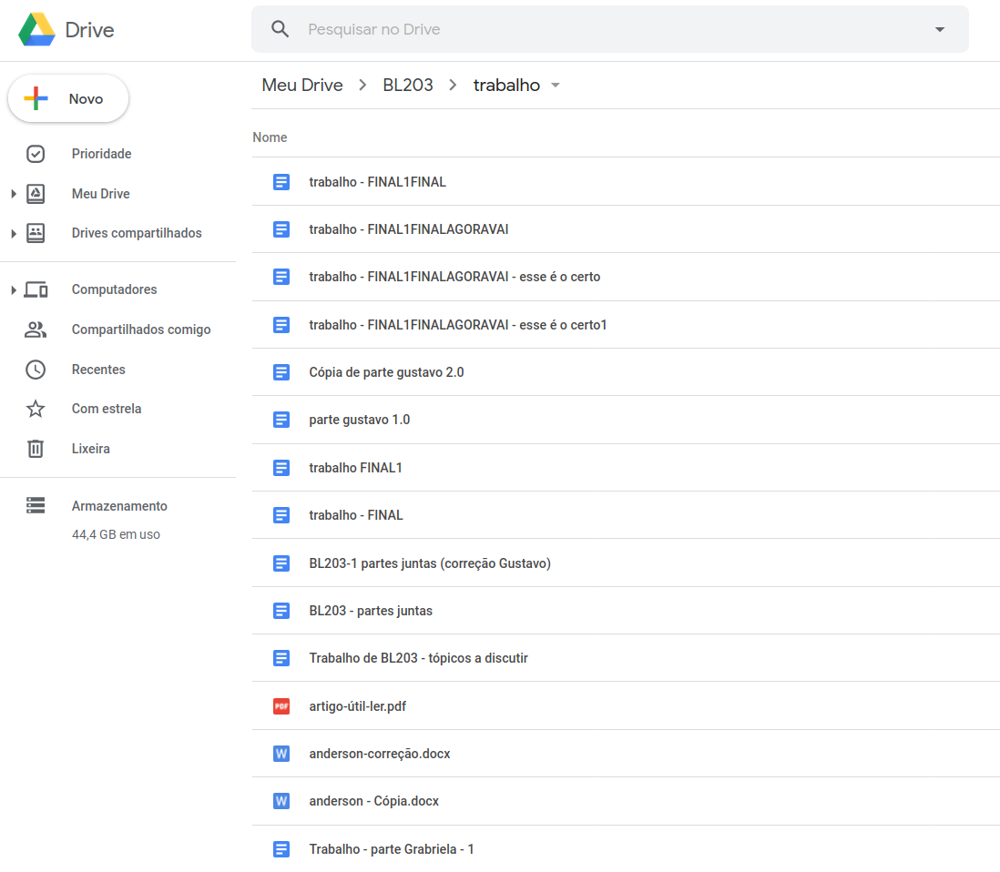 Drive
Pesquisar no Drive
Novo
Prioridade
Meu Drive
Drives compartilhados
Computadores
Compartilhados comigo
Recentes
Com estrela
Lixeira
Armazenamento
44,4 GB em uso
Meu Drive > BL203 > trabalho
Nome
trabalho - FINAL1FINAL
trabalho - FINAL1FINALAGORAVAI
trabalho - FINAL1FINALAGORAVAI - esse é o certo
trabalho - FINAL1FINALAGORAVAI - esse é o certo1
Cópia de parte gustavo 2.0
parte gustavo 1.0
trabalho FINAL1
trabalho - FINAL
BL203-1 partes juntas (correção Gustavo)
BL203 - partes juntas
Trabalho de BL203 - tópicos a discutir
PDF artigo-útil-ler.pdf
W anderson-correção.docx
W anderson - Cópia.docx
Trabalho - parte Grabriela - 1